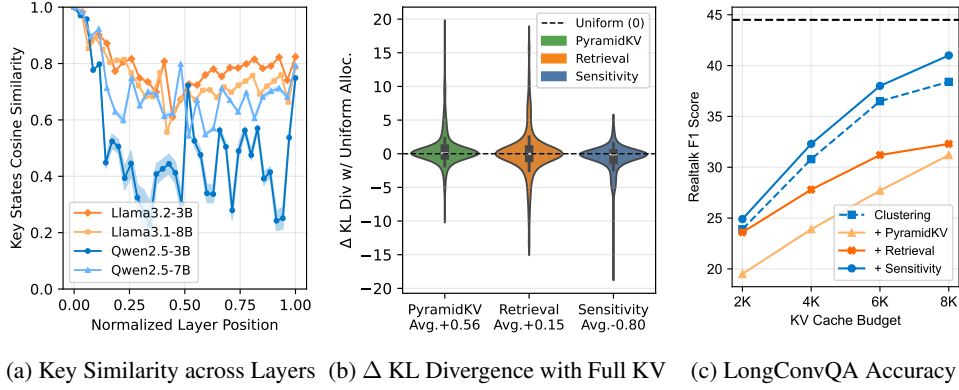 Key States Cosine Similarity
1.0
0.8
0.6
0.4
0.2
0.0
Llama3.2-3B
Llama3.1-8B
Qwen2.5-3B
Qwen2.5-7B
0.00 0.25 0.50 0.75 1.00
Normalized Layer Position
(a) Key Similarity across Layers
Δ KL Div w/ Uniform Alloc.
20
15
10
5
0
−5
−10
−15
−20
Uniform (0)
PyramidKV
Retrieval
Sensitivity
PyramidKV Retrieval Sensitivity
Avg.+0.56 Avg.+0.15 Avg.-0.80
(b) Δ KL Divergence with Full KV
Realtalk F1 Score
45
40
35
30
25
20
Clustering
+ PyramidKV
+ Retrieval
+ Sensitivity
2K 4K 6K 8K
KV Cache Budget
(c) LongConvQA Accuracy